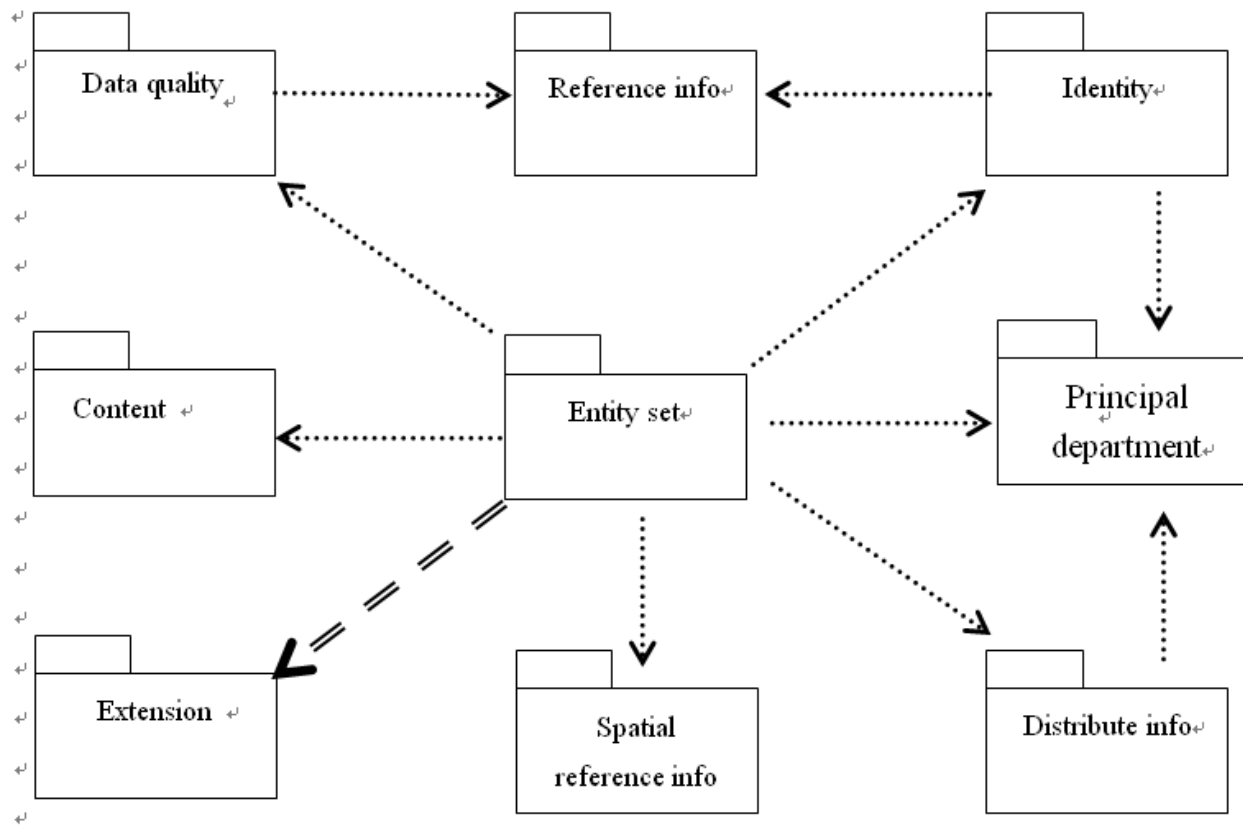 Data quality
Reference info
Identity
Content
Entity set
Principal
department
Extension
Spatial
reference info
Distribute info